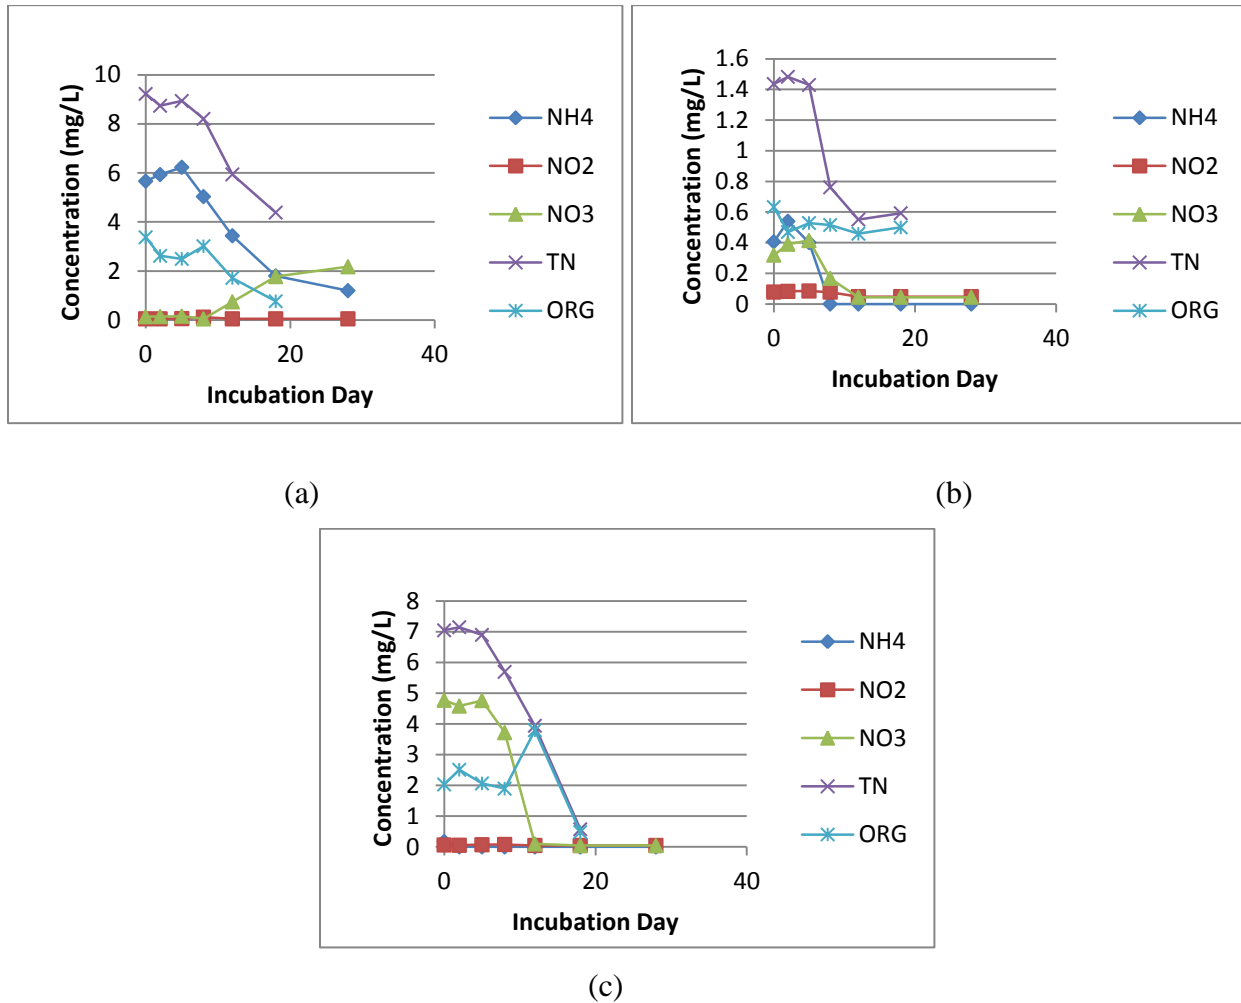 Concentration (mg/L)
10
8
6
4
2
0
0 20 40
Incubation Day
NH4
NO2
NO3
TN
ORG
(a)
Concentration (mg/L)
1.6
1.4
1.2
1
0.8
0.6
0.4
0.2
0
0 20 40
Incubation Day
NH4
NO2
NO3
TN
ORG
(b)
Concentration (mg/L)
8
7
6
5
4
3
2
1
0
0 20 40
Incubation Day
NH4
NO2
NO3
TN
ORG
(c)